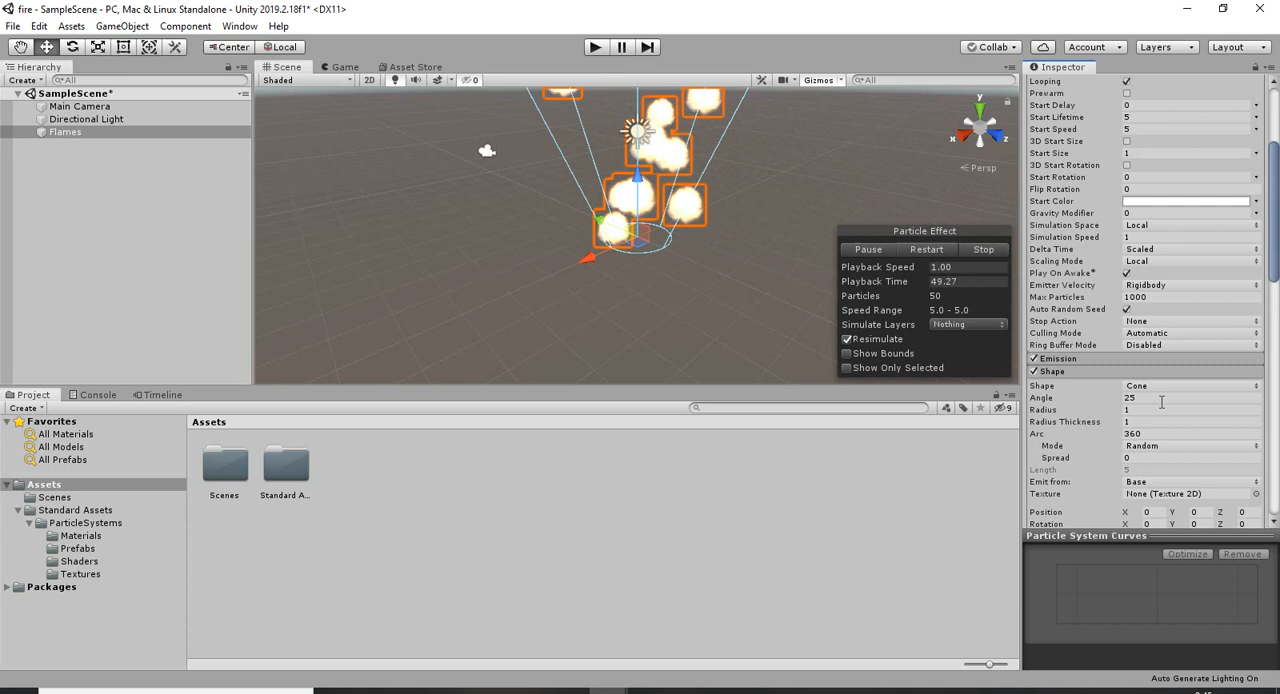 fire - SampleScene - PC, Mac & Linux Standalone - Unity 2019.2.18f1* <DX11>
File Edit Assets GameObject Component Window Help
Center Local Collab Account Layers Layout
Hierarchy
Create All
SampleScene*
Main Camera
Directional Light
Flames
Scene Game Asset Store
Shaded 2D 0 Gizmos All
y
x z
Persp
Particle Effect
Pause Restart Stop
Playback Speed 1.00
Playback Time 49.27
Particles 50
Speed Range 5.0 - 5.0
Simulate Layers Nothing
Resimulate
Show Bounds
Show Only Selected
Inspector
Looping
Prewarm
Start Delay 0
Start Lifetime 5
Start Speed 5
3D Start Size
Start Size 1
3D Start Rotation
Start Rotation 0
Flip Rotation 0
Start Color
Gravity Modifier 0
Simulation Space Local
Simulation Speed 1
Delta Time Scaled
Scaling Mode Local
Play On Awake*
Emitter Velocity Rigidbody
Max Particles 1000
Auto Random Seed
Stop Action None
Culling Mode Automatic
Ring Buffer Mode Disabled
Emission
Shape
Shape Cone
Angle 25
Radius 1
Radius Thickness 1
Arc 360
Mode Random
Spread 0
Length 5
Emit from: Base
Texture None (Texture 2D)
Position X 0 Y 0 Z 0
Rotation X 0 Y 0 Z 0
Particle System Curves
Optimize Remove
Project Console Timeline
Create 9
Favorites
All Materials
All Models
All Prefabs
Assets
Scenes
Standard Assets
ParticleSystems
Materials
Prefabs
Shaders
Textures
Packages
Assets
Scenes Standard A...
Auto Generate Lighting On